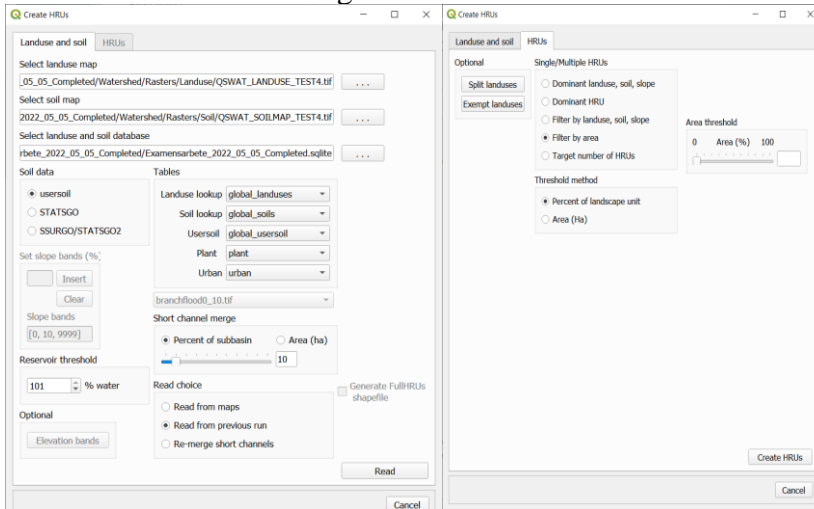 Create HRUs
Landuse and soil HRUs
Select landuse map
_05_05_Completed/Watershed/Rasters/Landuse/QSWAT_LANDUSE_TEST4.tif ...
Select soil map
2022_05_05_Completed/Watershed/Rasters/Soil/QSWAT_SOILMAP_TEST4.tif ...
Select landuse and soil database
rbete_2022_05_05_Completed/Examensarbete_2022_05_05_Completed.sqlite ...
Soil data
usersoil
STATSGO
SSURGO/STATSGO2
Tables
Landuse lookup global_landuses
Soil lookup global_soils
Usersoil global_usersoil
Plant plant
Urban urban
Set slope bands (%)
Insert
Clear
Slope bands
[0, 10, 9999]
branchflood0_10.tif
Short channel merge
Percent of subbasin Area (ha)
10
Reservoir threshold
101 % water
Optional
Elevation bands
Read choice
Read from maps
Read from previous run
Re-merge short channels
Generate FullHRUs
shapefile
Read
Cancel
Create HRUs
Landuse and soil HRUs
Optional
Split landuses
Exempt landuses
Single/Multiple HRUs
Dominant landuse, soil, slope
Dominant HRU
Filter by landuse, soil, slope
Filter by area
Target number of HRUs
Area threshold
0 Area (%) 100
Threshold method
Percent of landscape unit
Area (Ha)
Create HRUs
Cancel